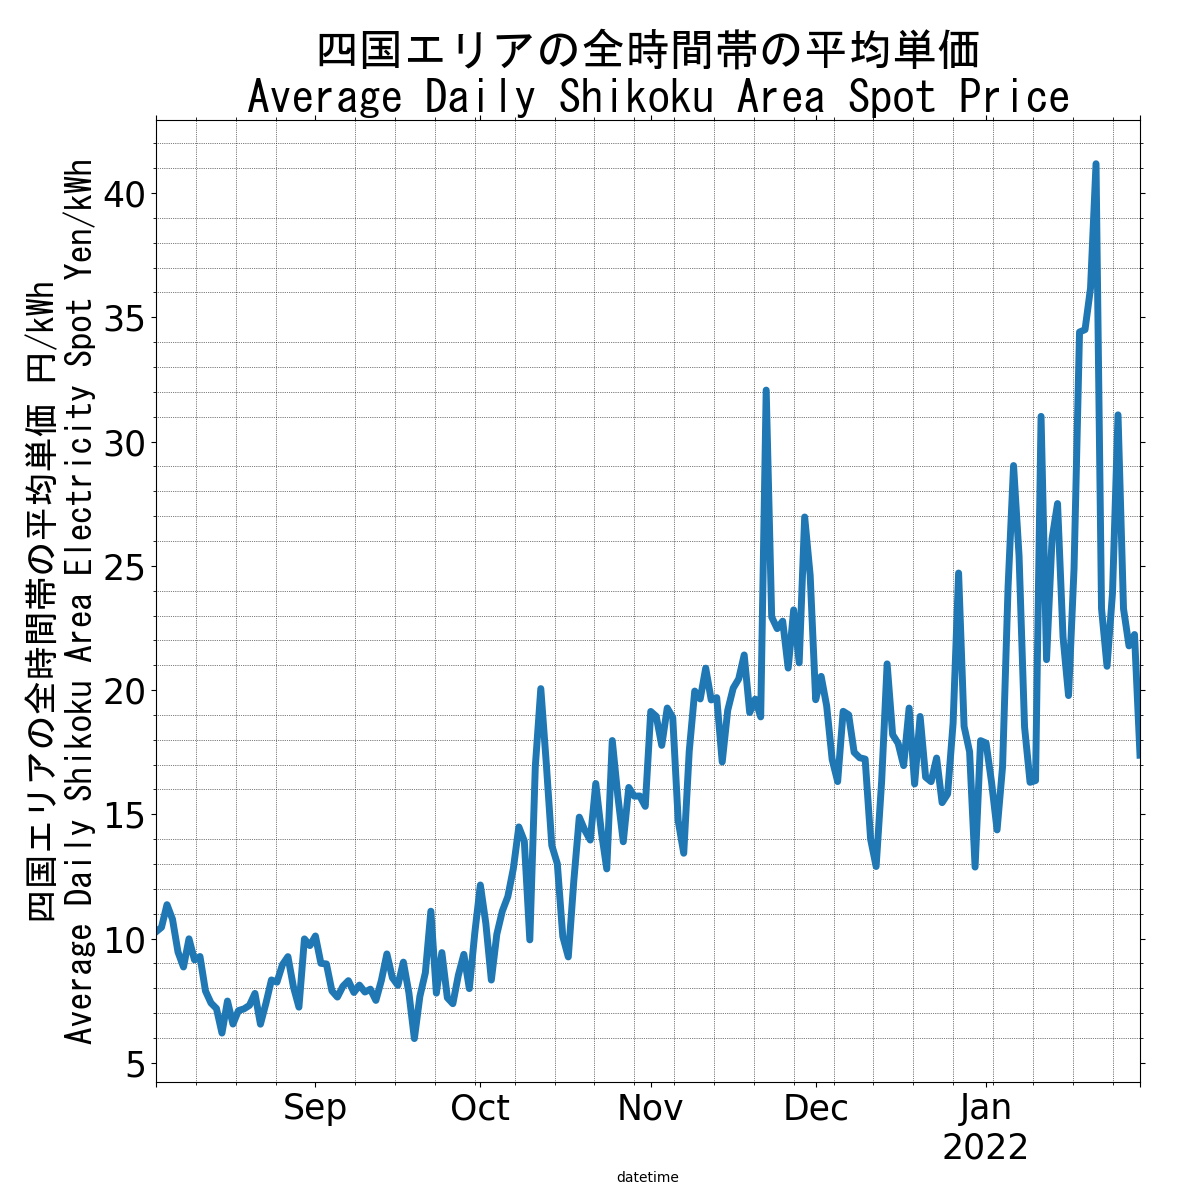 四国エリアの全時間帯の平均単価
Average Daily Shikoku Area Spot Price
四国エリアの全時間帯の平均単価 円/kWh
Average Daily Shikoku Area Electricity Spot Yen/kWh
40
35
30
25
20
15
10
5
Sep
Oct
Nov
Dec
Jan
2022
datetime